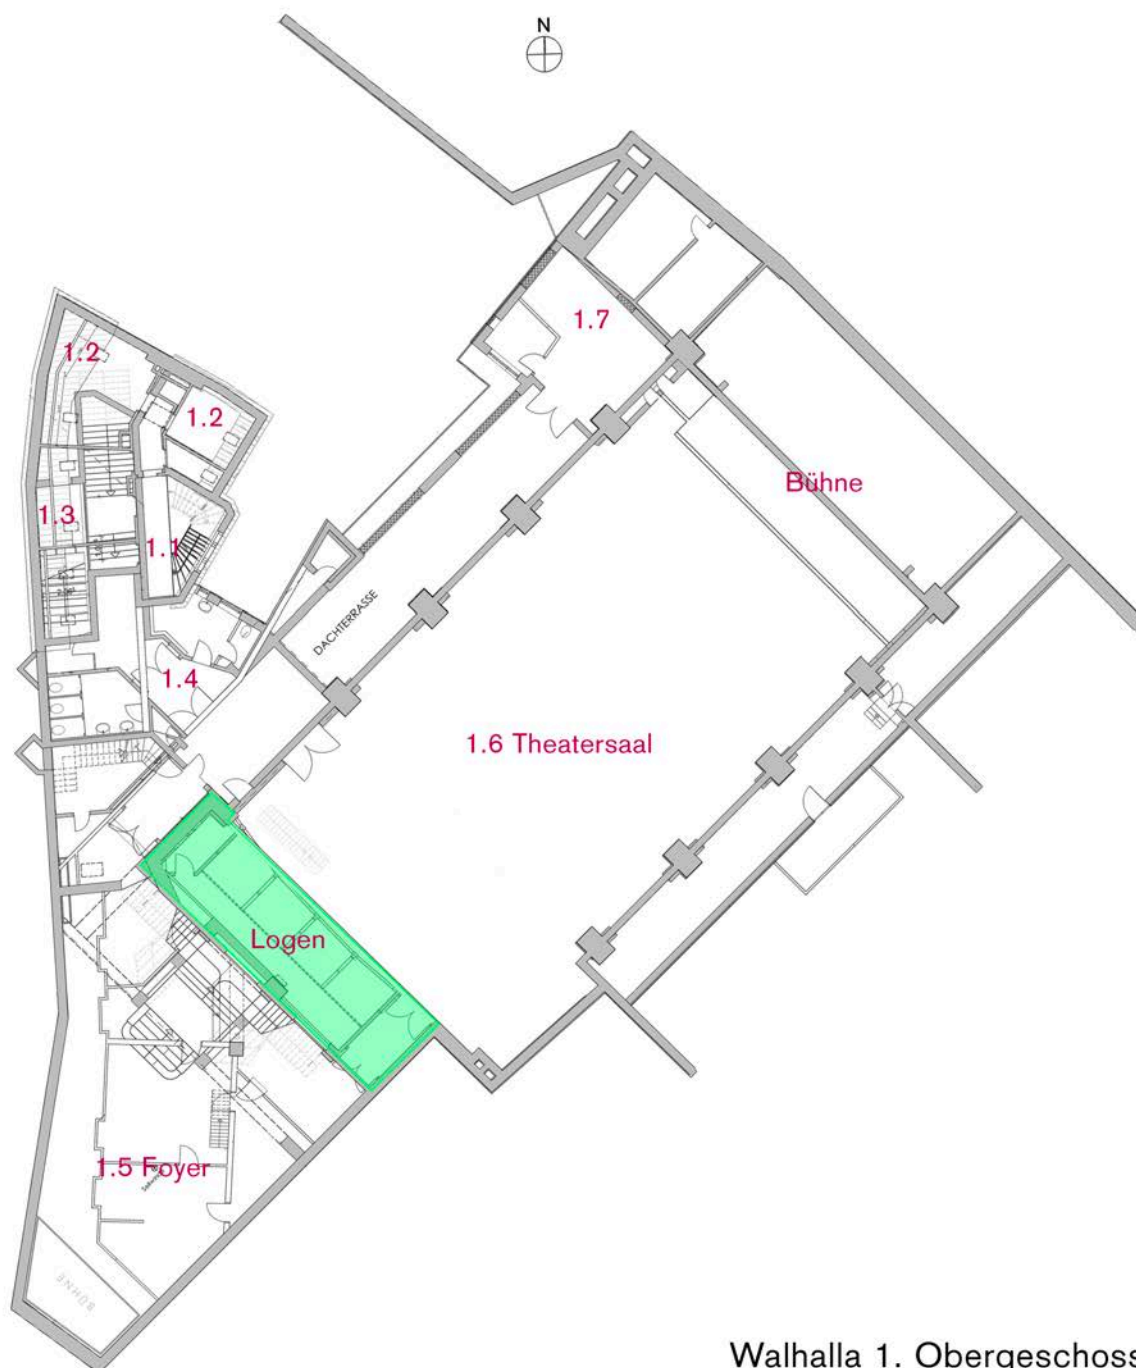 N
1.7
1.2
1.2
Bühne
1.3
1.1
DACHTERRASSE
1.4
1.6 Theatersaal
Logen
1.5 Foyer
BÜHNE
Walhalla 1. Obergeschoss